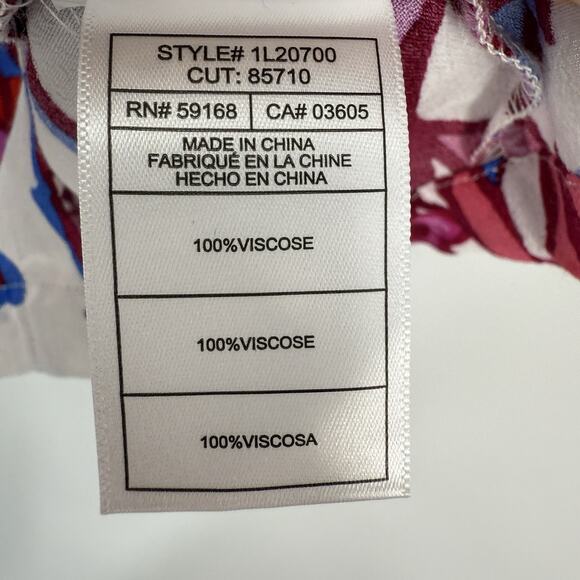 STYLE# 1L20700
CUT: 85710
RN# 59168 CA# 03605
MADE IN CHINA
FABRIQUÉ EN LA CHINE
HECHO EN CHINA
100%VISCOSE
100%VISCOSE
100%VISCOSA